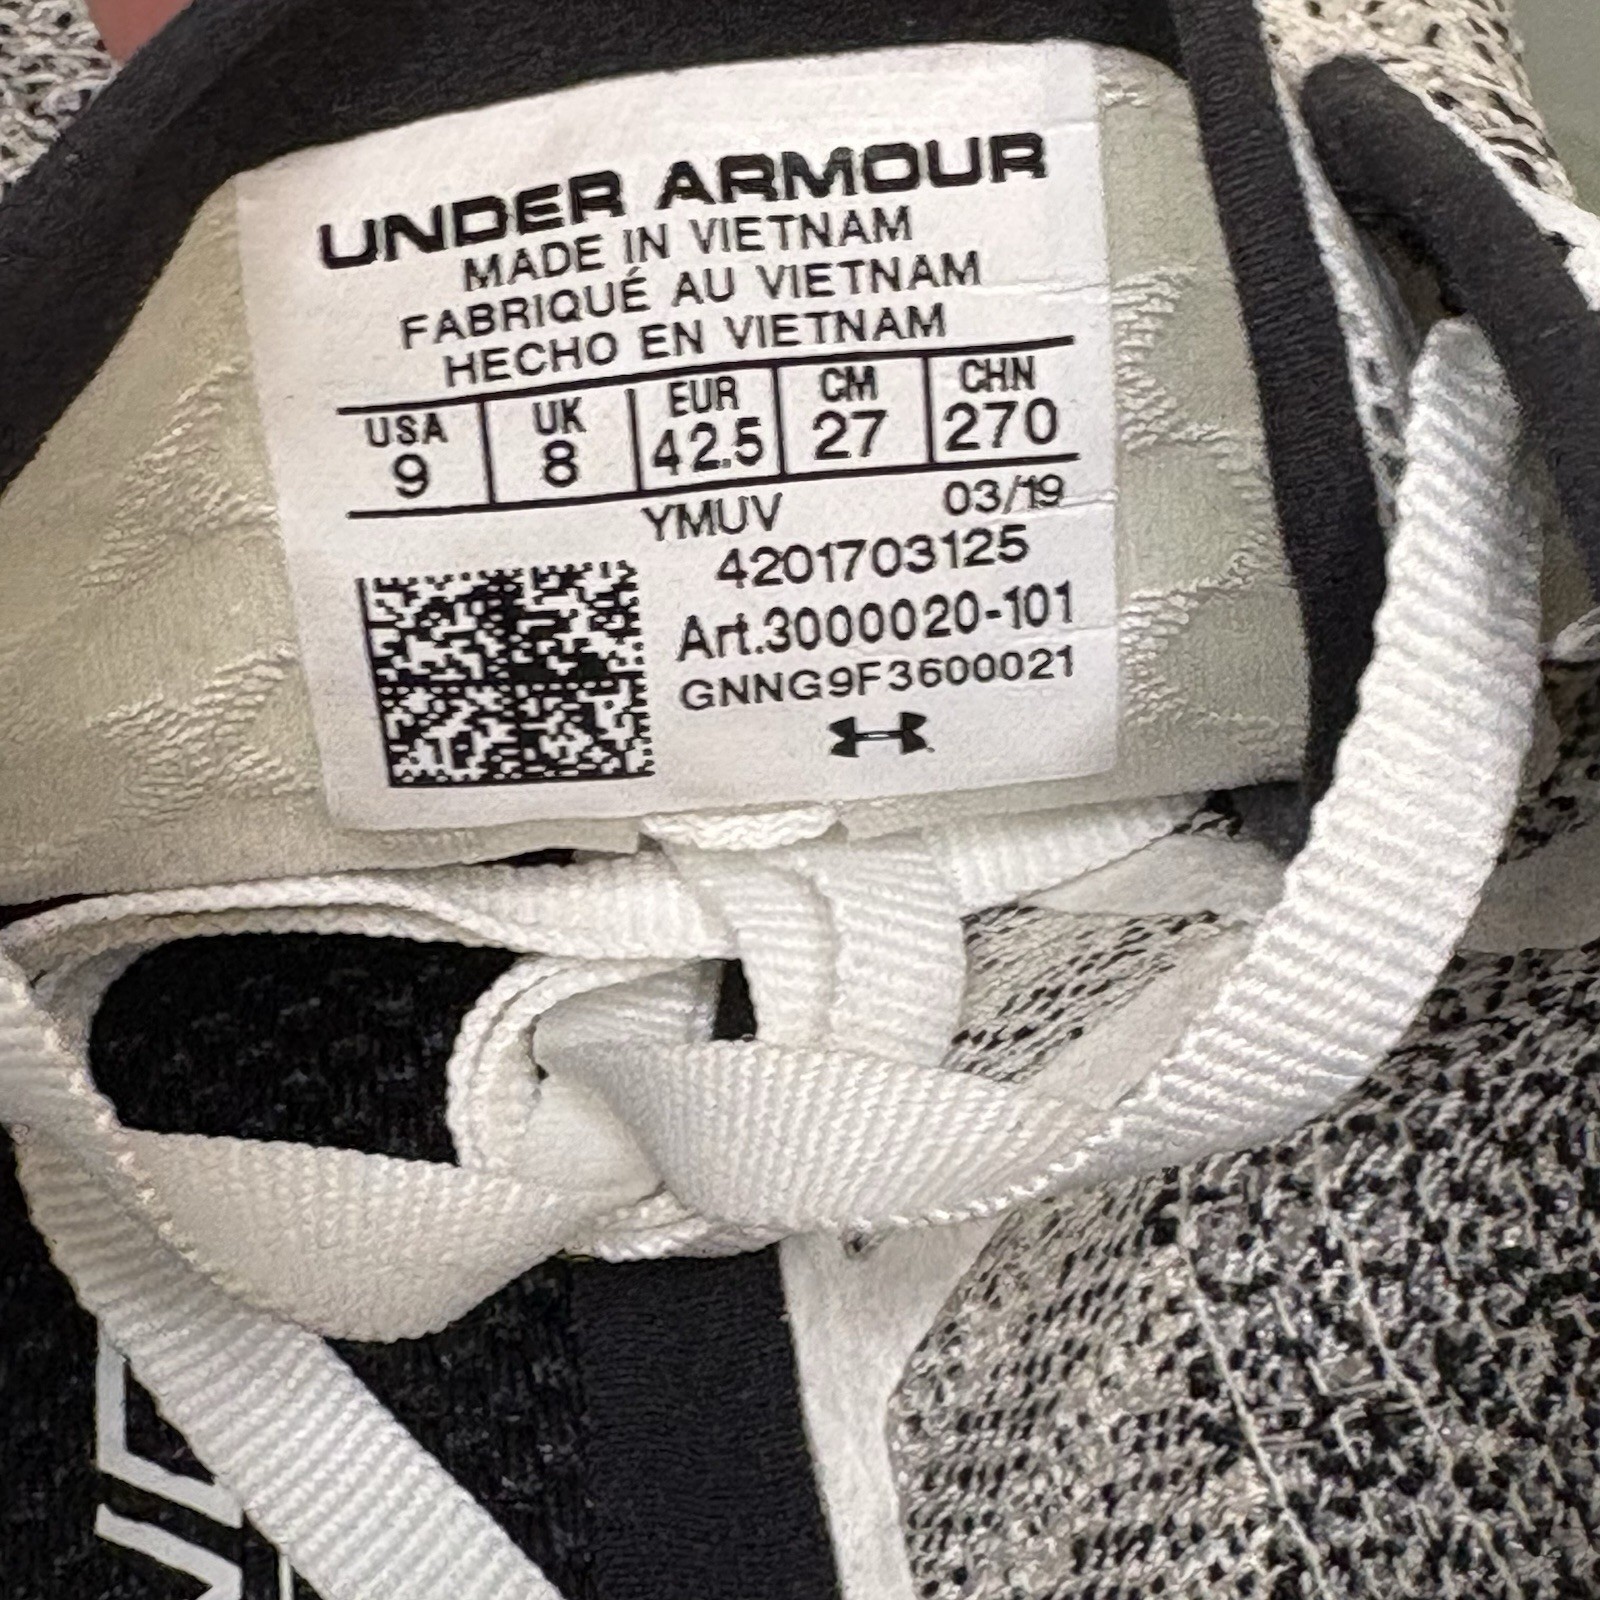 UNDER ARMOUR
MADE IN VIETNAM
FABRIQUÉ AU VIETNAM
HECHO EN VIETNAM
USA UK EUR CM CHN
9 8 42.5 27 270
YMUV 03/19
4201703125
Art.3000020-101
GNNG9F3600021